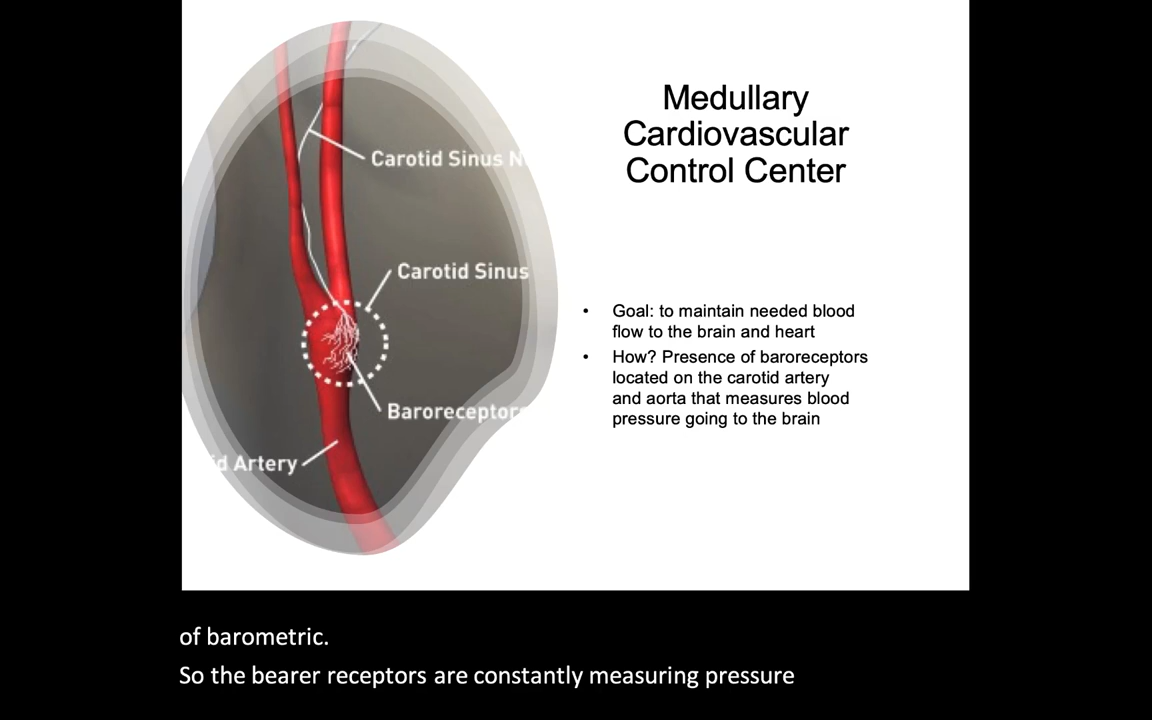 Medullary
Cardiovascular
Control Center
Carotid Sinus N
Carotid Sinus
Baroreceptors
d Artery
• Goal: to maintain needed blood
flow to the brain and heart
• How? Presence of baroreceptors
located on the carotid artery
and aorta that measures blood
pressure going to the brain
of barometric.
So the bearer receptors are constantly measuring pressure